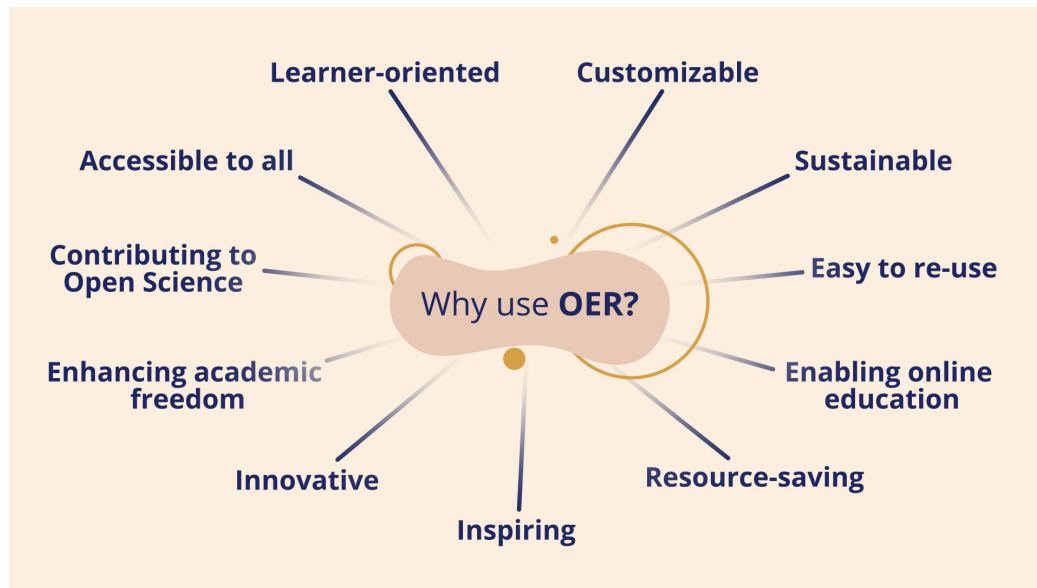 Learner-oriented
Customizable
Accessible to all
Sustainable
Contributing to
Open Science
Easy to re-use
Why use OER?
Enhancing academic
freedom
Enabling online
education
Innovative
Resource-saving
Inspiring